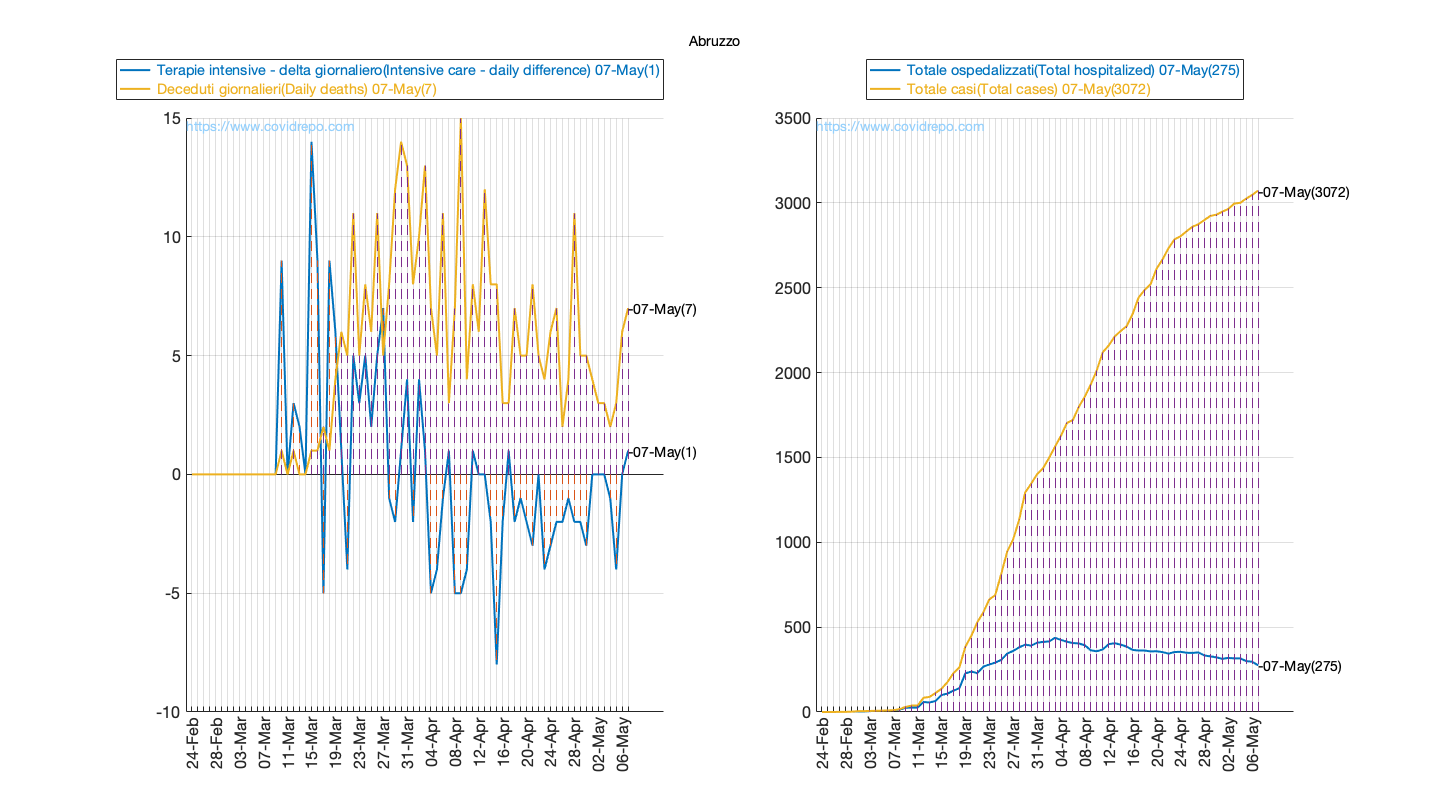 Abruzzo
Terapie intensive - delta giornaliero(Intensive care - daily difference) 07-May(1)
Deceduti giornalieri(Daily deaths) 07-May(7)
https://www.covidrepo.com
15
10
5
0
-5
-10
07-May(7)
07-May(1)
24-Feb
28-Feb
03-Mar
07-Mar
11-Mar
15-Mar
19-Mar
23-Mar
27-Mar
31-Mar
04-Apr
08-Apr
12-Apr
16-Apr
20-Apr
24-Apr
28-Apr
02-May
06-May
Totale ospedalizzati(Total hospitalized) 07-May(275)
Totale casi(Total cases) 07-May(3072)
https://www.covidrepo.com
3500
3000
2500
2000
1500
1000
500
0
07-May(3072)
07-May(275)
24-Feb
28-Feb
03-Mar
07-Mar
11-Mar
15-Mar
19-Mar
23-Mar
27-Mar
31-Mar
04-Apr
08-Apr
12-Apr
16-Apr
20-Apr
24-Apr
28-Apr
02-May
06-May